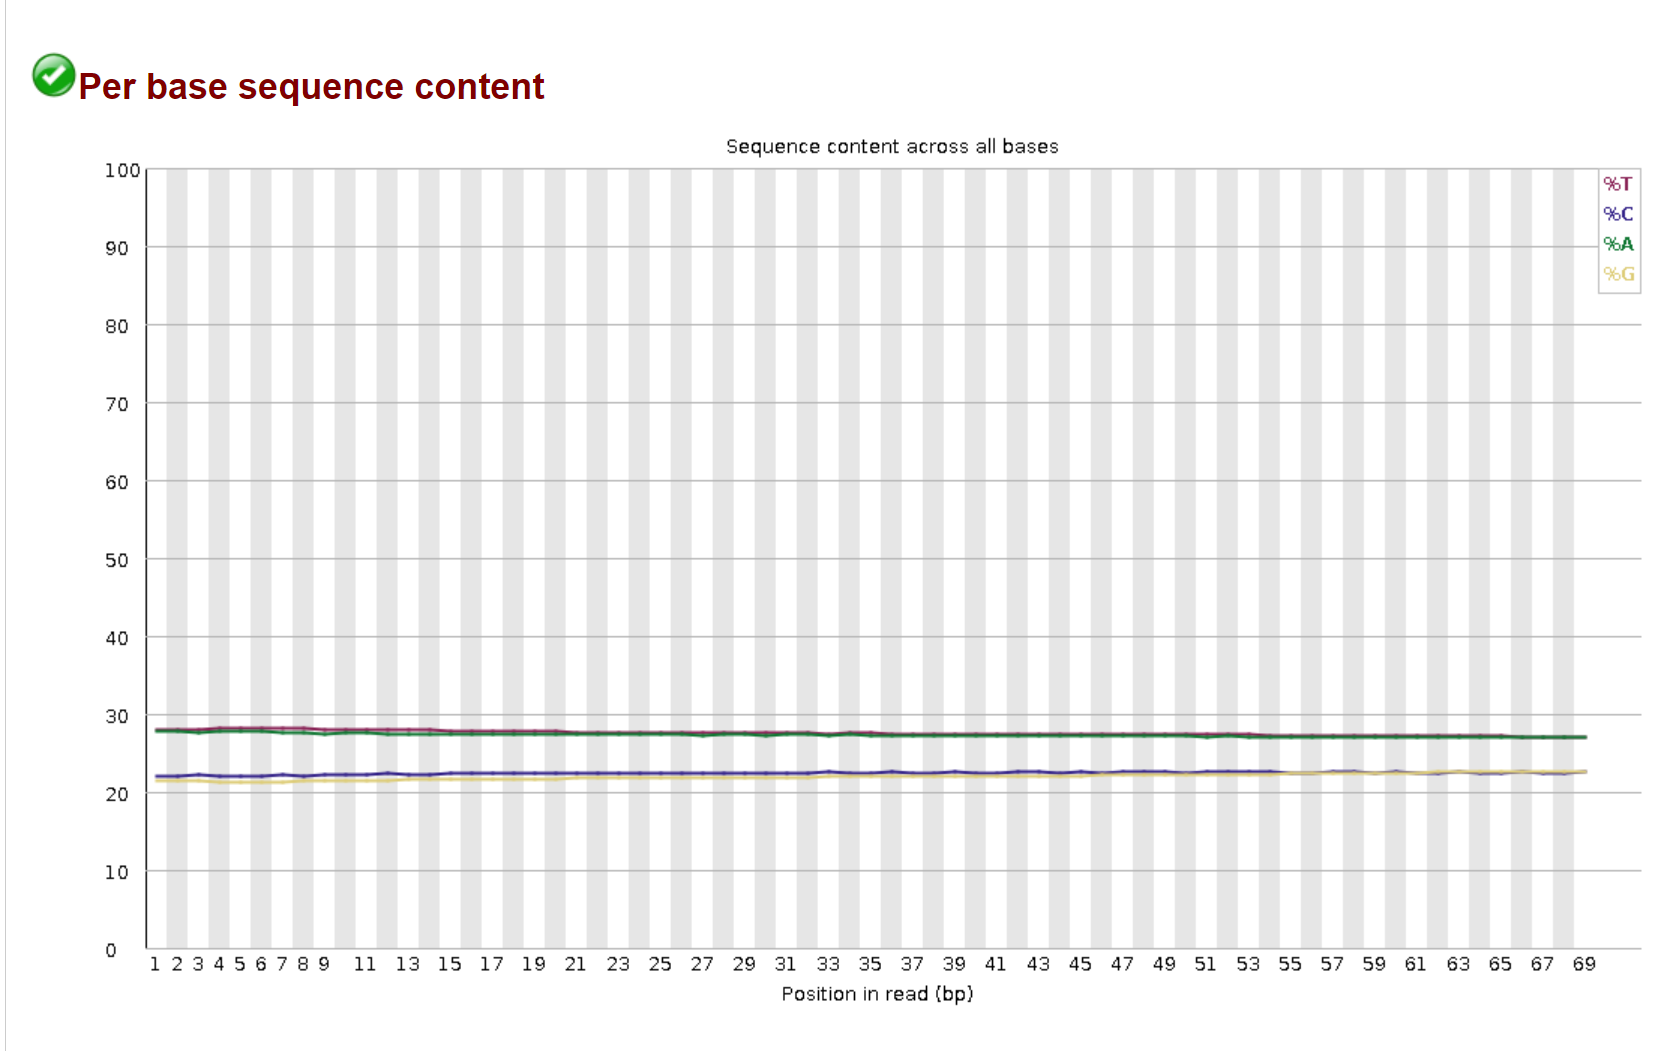 Per base sequence content
Sequence content across all bases
%T
%C
%A
%G
100
90
80
70
60
50
40
30
20
10
0
1 2 3 4 5 6 7 8 9 11 13 15 17 19 21 23 25 27 29 31 33 35 37 39 41 43 45 47 49 51 53 55 57 59 61 63 65 67 69
Position in read (bp)